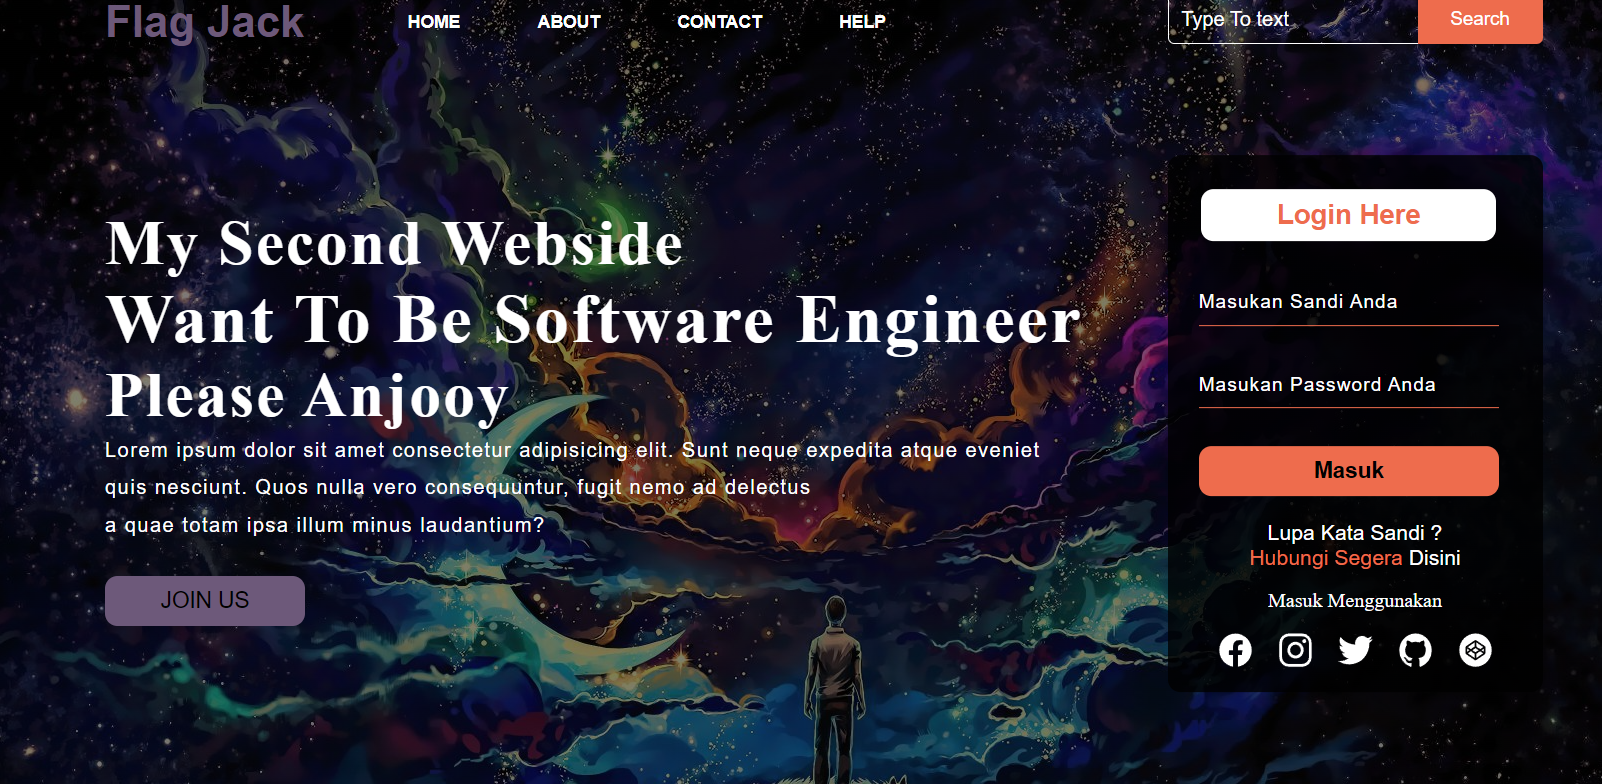 Flag Jack
HOME
ABOUT
CONTACT
HELP
Type To text
Search
My Second Webside
Want To Be Software Engineer
Please Anjooy
Lorem ipsum dolor sit amet consectetur adipisicing elit. Sunt neque expedita atque eveniet
quis nesciunt. Quos nulla vero consequuntur, fugit nemo ad delectus
a quae totam ipsa illum minus laudantium?
JOIN US
Login Here
Masukan Sandi Anda
Masukan Password Anda
Masuk
Lupa Kata Sandi ?
Hubungi Segera Disini
Masuk Menggunakan